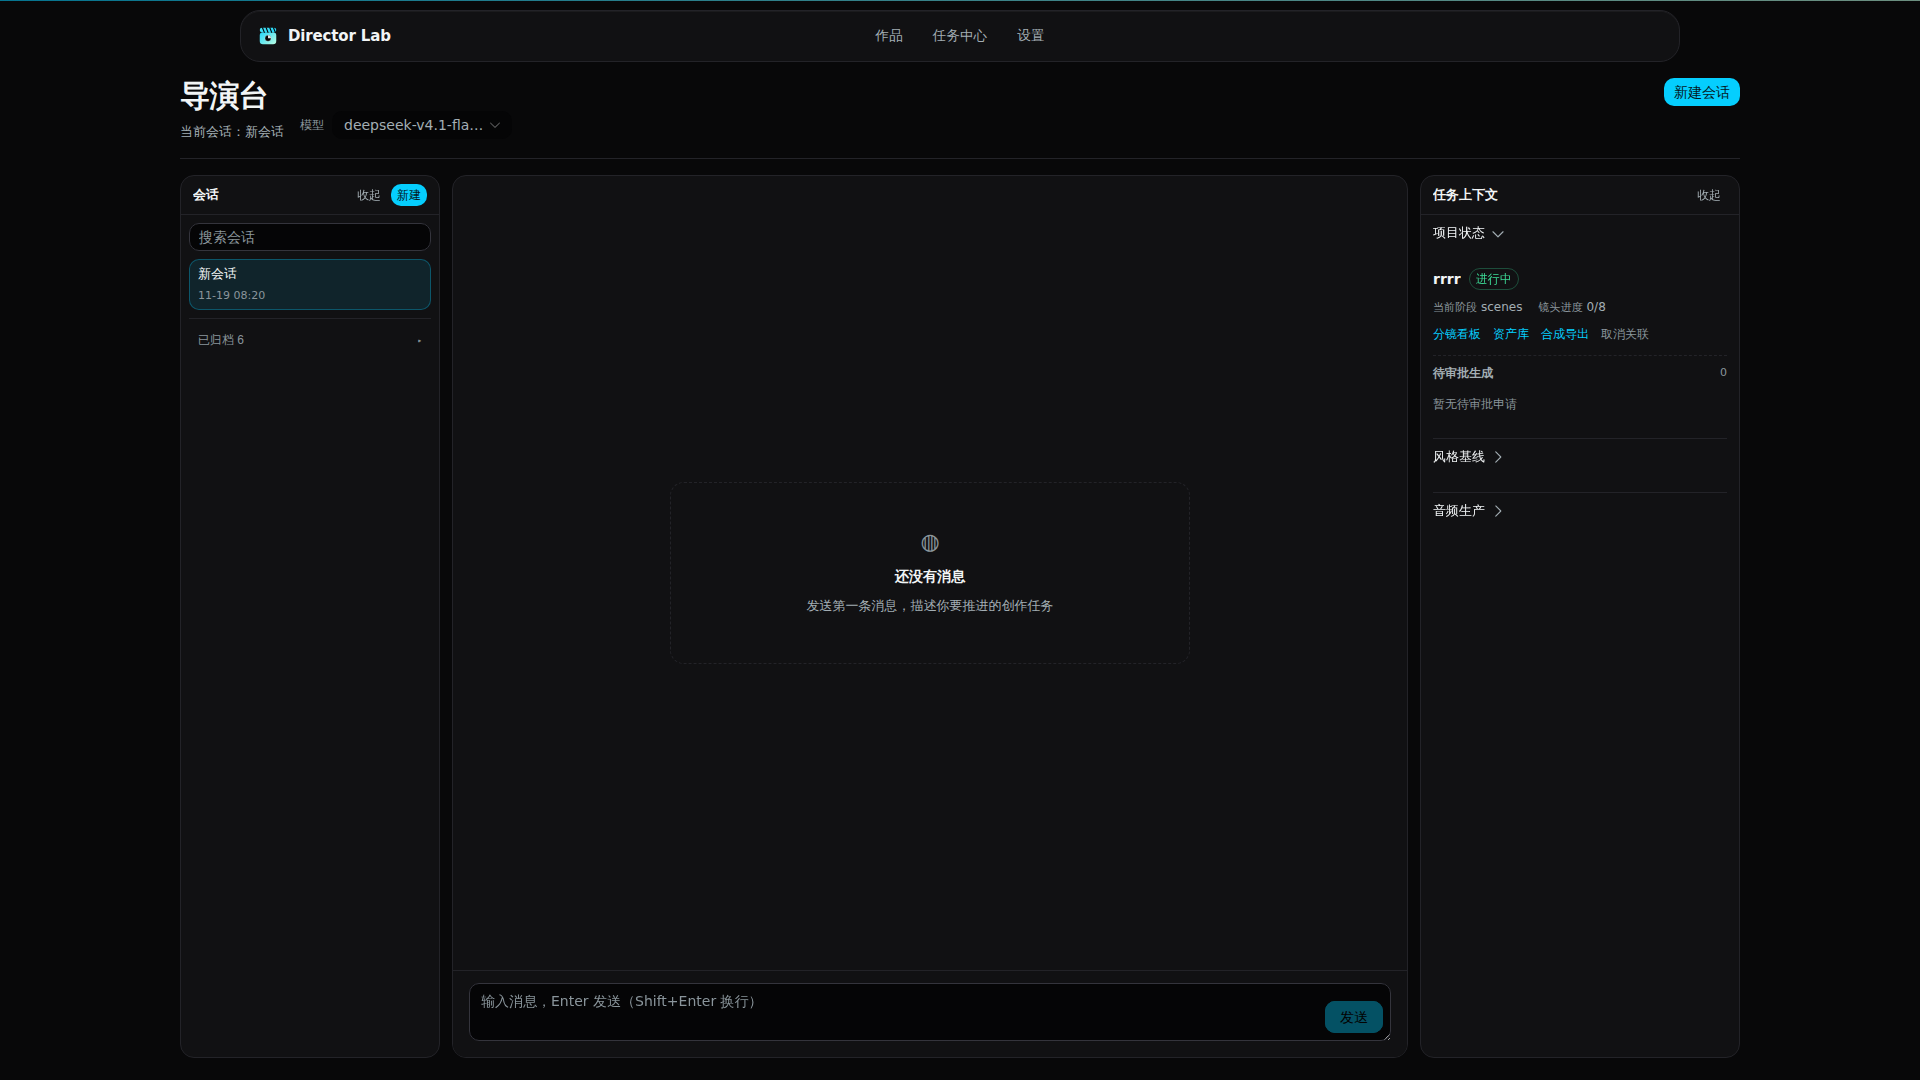 Director Lab
作品
任务中心
设置
导演台
新建会话
当前会话：新会话
模型
deepseek-v4.1-fla...
会话
收起
新建
搜索会话
新会话
11-19 08:20
已归档 6
还没有消息
发送第一条消息，描述你要推进的创作任务
输入消息，Enter 发送（Shift+Enter 换行）
发送
任务上下文
收起
项目状态
rrrr
进行中
当前阶段 scenes
镜头进度 0/8
分镜看板
资产库
合成导出
取消关联
待审批生成
0
暂无待审批申请
风格基线
音频生产